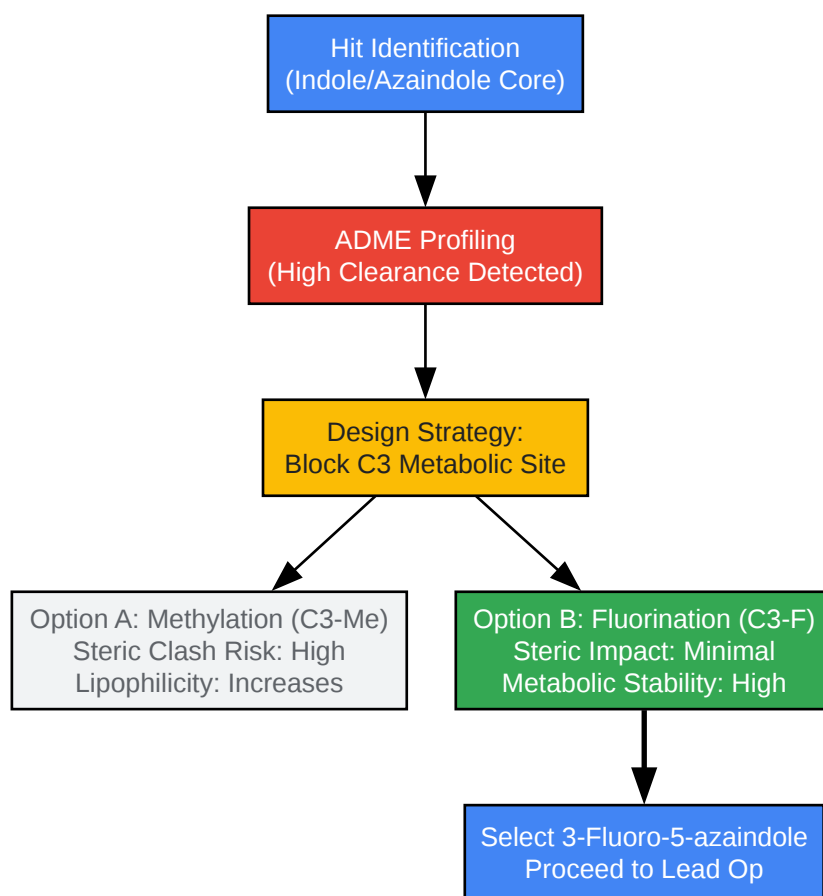 Hit Identification
(Indole/Azaindole Core)
ADME Profiling
(High Clearance Detected)
Design Strategy:
Block C3 Metabolic Site
Option A: Methylation (C3-Me)
Steric Clash Risk: High
Lipophilicity: Increases
Option B: Fluorination (C3-F)
Steric Impact: Minimal
Metabolic Stability: High
Select 3-Fluoro-5-azaindole
Proceed to Lead Op